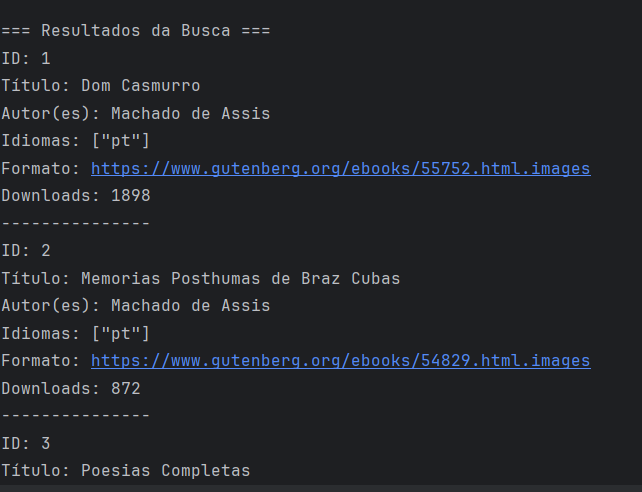 === Resultados da Busca ===
ID: 1
Título: Dom Casmurro
Autor(es): Machado de Assis
Idiomas: ["pt"]
Formato: https://www.gutenberg.org/ebooks/55752.html.images
Downloads: 1898
---------------
ID: 2
Título: Memorias Posthumas de Braz Cubas
Autor(es): Machado de Assis
Idiomas: ["pt"]
Formato: https://www.gutenberg.org/ebooks/54829.html.images
Downloads: 872
---------------
ID: 3
Título: Poesias Completas